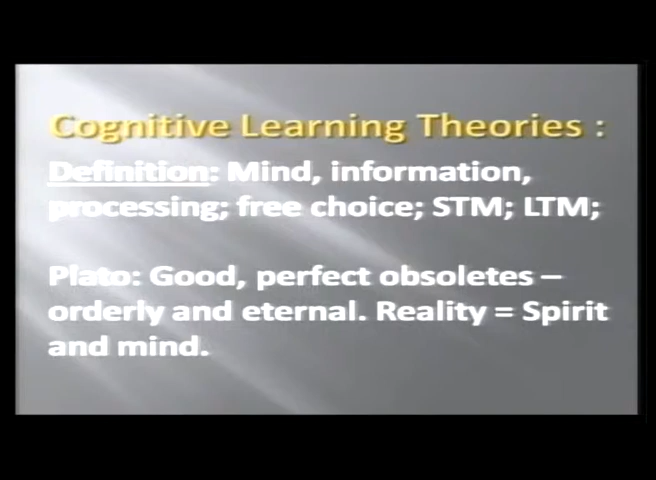 Cognitive Learning Theories :
Definition: Mind, information,
processing; free choice; STM; LTM;
Plato: Good, perfect obsoletes –
orderly and eternal. Reality = Spirit
and mind.